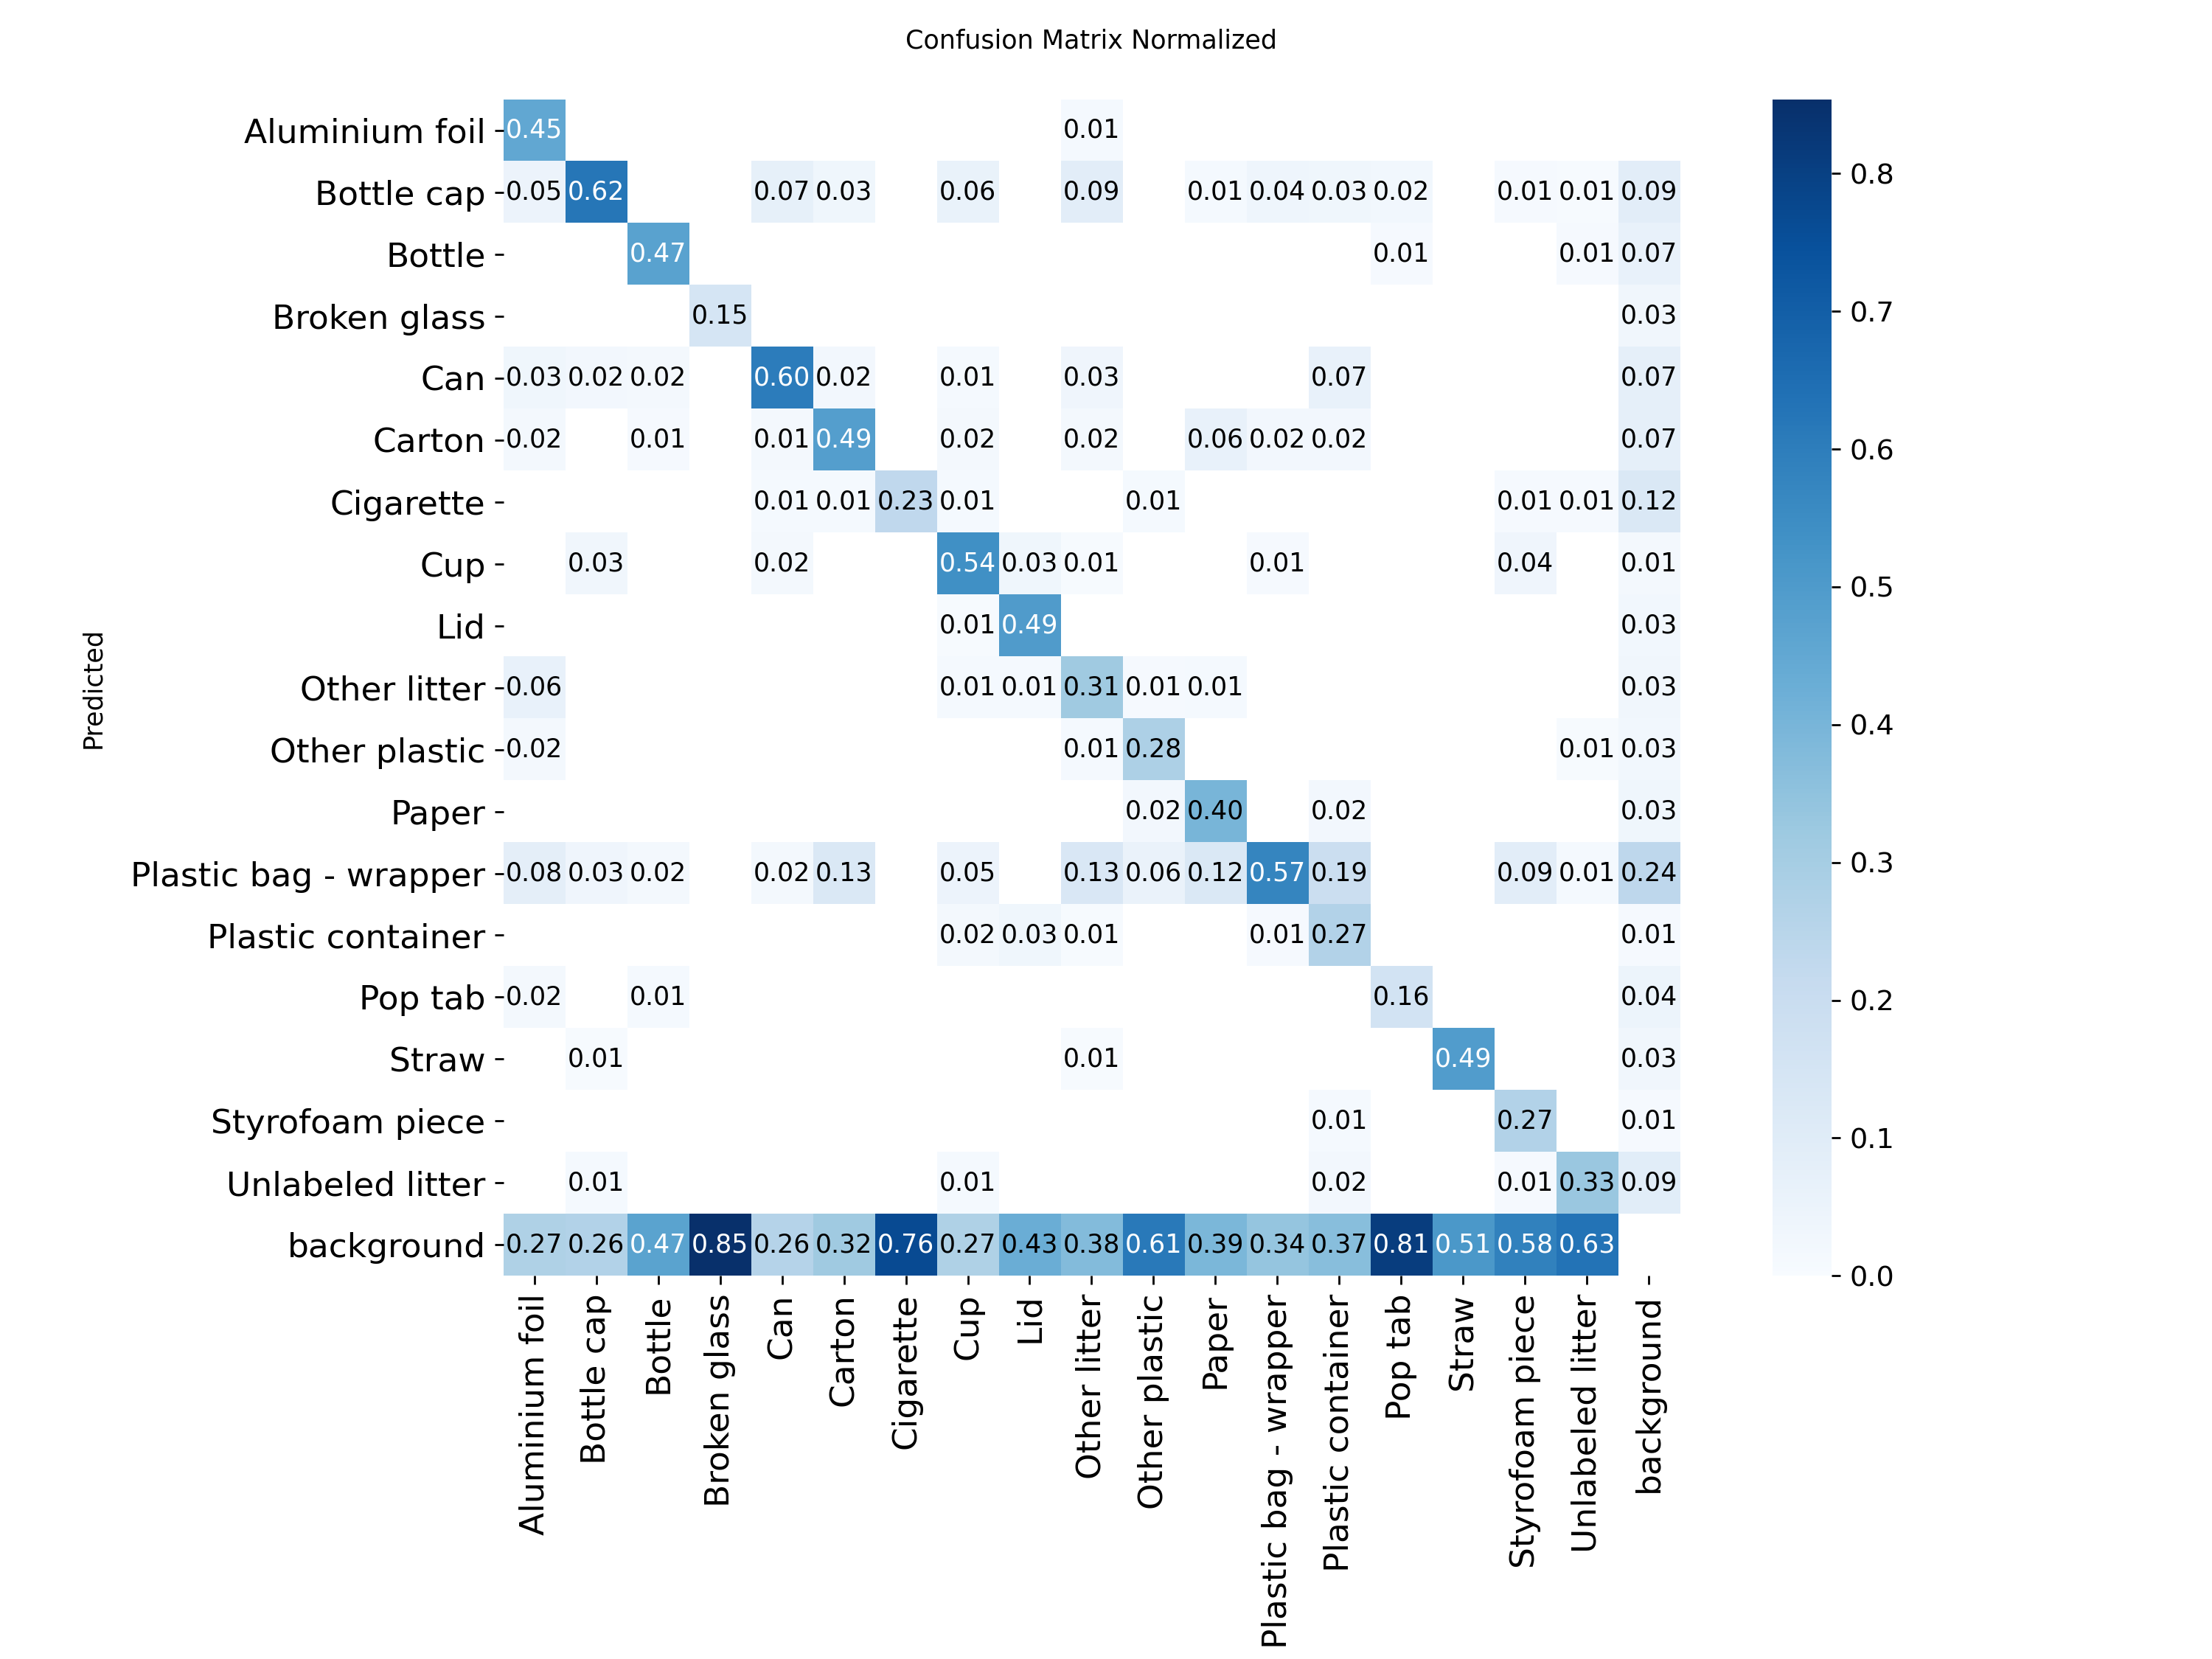 Confusion Matrix Normalized
Aluminium foil 0.45 0.01
Bottle cap 0.05 0.62 0.07 0.03 0.06 0.09 0.01 0.04 0.03 0.02 0.01 0.01 0.09
Bottle 0.47 0.01 0.01 0.07
Broken glass 0.15 0.03
Can 0.03 0.02 0.02 0.60 0.02 0.01 0.03 0.07 0.07
Carton 0.02 0.01 0.01 0.49 0.02 0.02 0.06 0.02 0.02 0.07
Cigarette 0.01 0.01 0.23 0.01 0.01 0.01 0.01 0.12
Cup 0.03 0.02 0.54 0.03 0.01 0.01 0.04 0.01
Lid 0.01 0.49 0.03
Other litter 0.06 0.01 0.01 0.31 0.01 0.01 0.03
Other plastic 0.02 0.01 0.28 0.01 0.03
Paper 0.02 0.40 0.02 0.03
Plastic bag - wrapper 0.08 0.03 0.02 0.02 0.13 0.05 0.13 0.06 0.12 0.57 0.19 0.09 0.01 0.24
Plastic container 0.02 0.03 0.01 0.01 0.27 0.01
Pop tab 0.02 0.01 0.16 0.04
Straw 0.01 0.01 0.49 0.03
Styrofoam piece 0.01 0.27 0.01
Unlabeled litter 0.01 0.01 0.02 0.01 0.33 0.09
background 0.27 0.26 0.47 0.85 0.26 0.32 0.76 0.27 0.43 0.38 0.61 0.39 0.34 0.37 0.81 0.51 0.58 0.63
Predicted
Aluminium foil
Bottle cap
Bottle
Broken glass
Can
Carton
Cigarette
Cup
Lid
Other litter
Other plastic
Paper
Plastic bag - wrapper
Plastic container
Pop tab
Straw
Styrofoam piece
Unlabeled litter
background
0.8
0.7
0.6
0.5
0.4
0.3
0.2
0.1
0.0